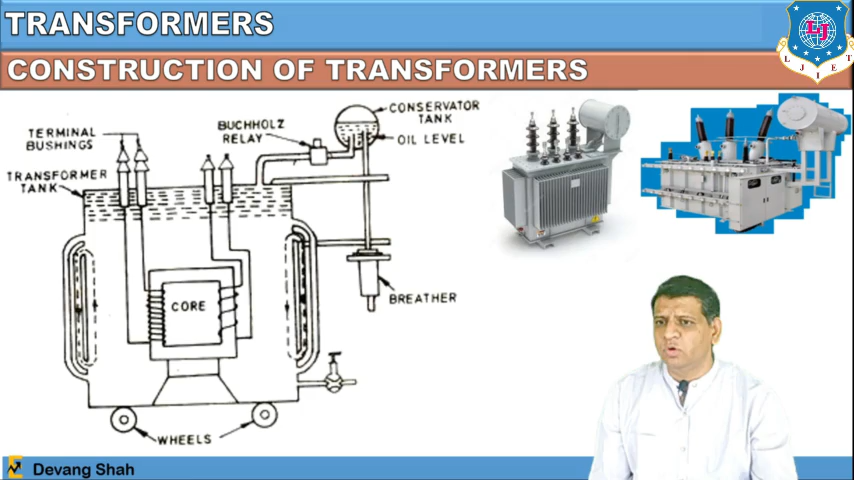 TRANSFORMERS
CONSTRUCTION OF TRANSFORMERS
LJ
L J I E T
TERMINAL
BUSHINGS
BUCHHOLZ
RELAY
CONSERVATOR
TANK
OIL LEVEL
TRANSFORMER
TANK
CORE
BREATHER
WHEELS
Devang Shah